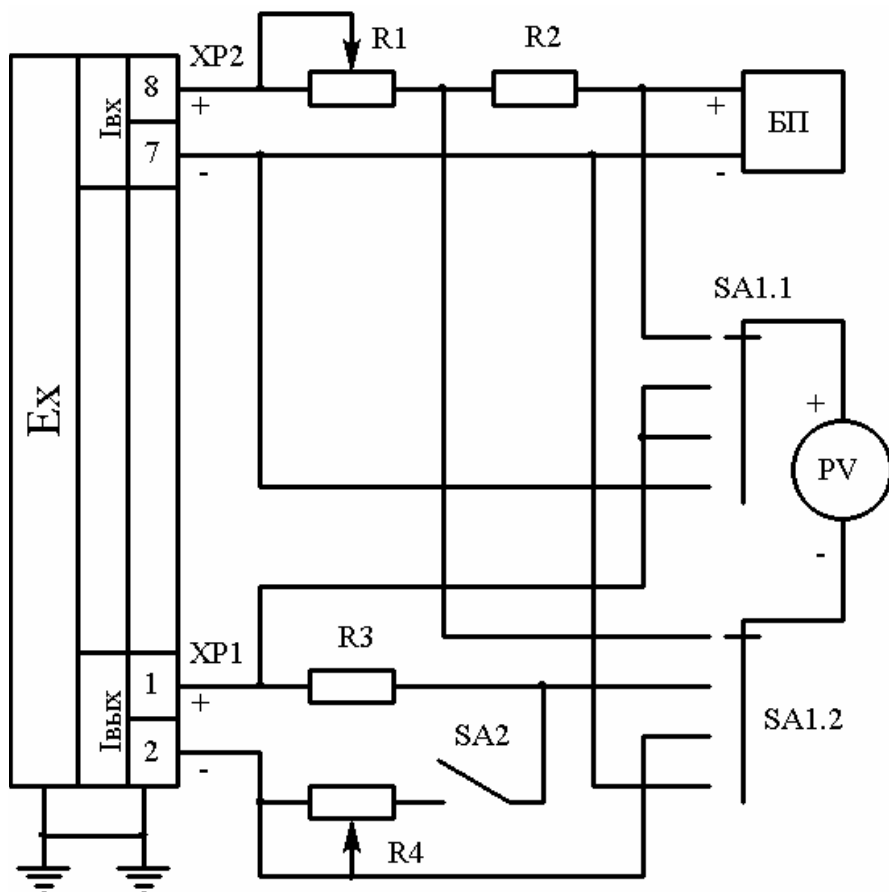 XP2
R1
R2
8
+
+
БП
Iвх
7
-
-
SA1.1
Ex
+
PV
-
XP1
R3
1
+
SA1.2
Iвых
SA2
2
-
R4